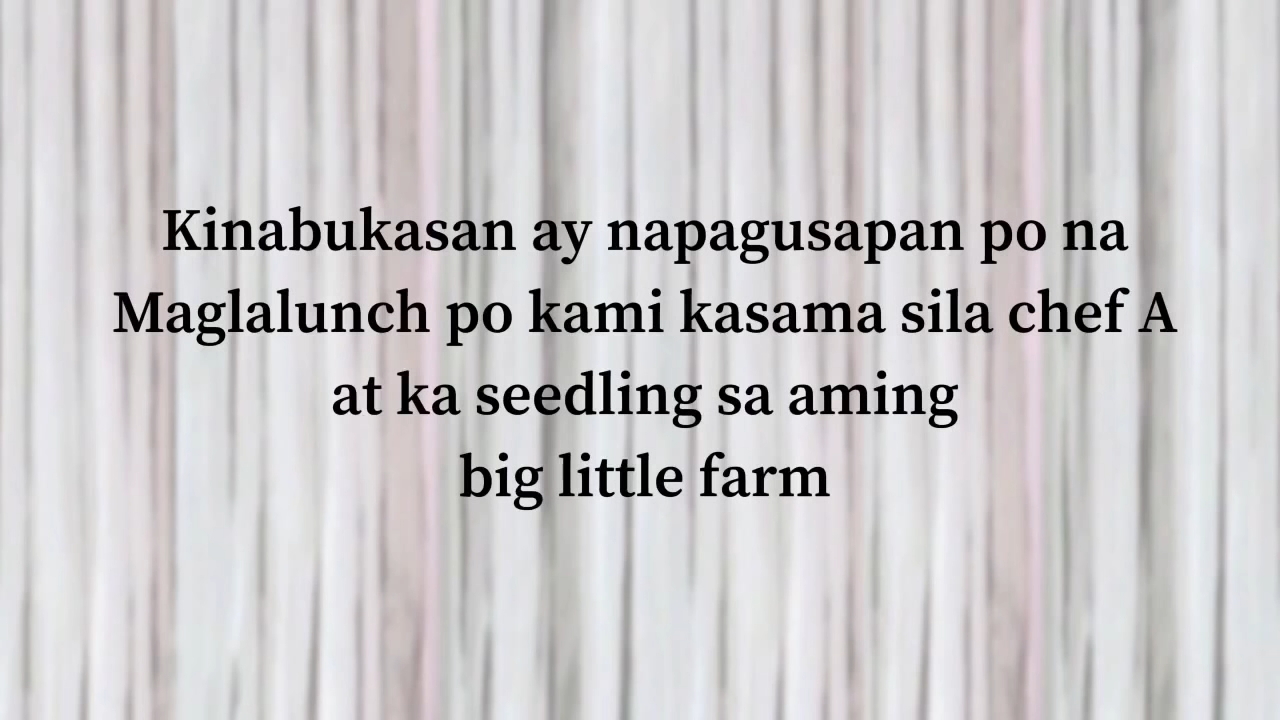 Kinabukasan ay napagusapan po na
Maglalunch po kami kasama sila chef A
at ka seedling sa aming
big little farm